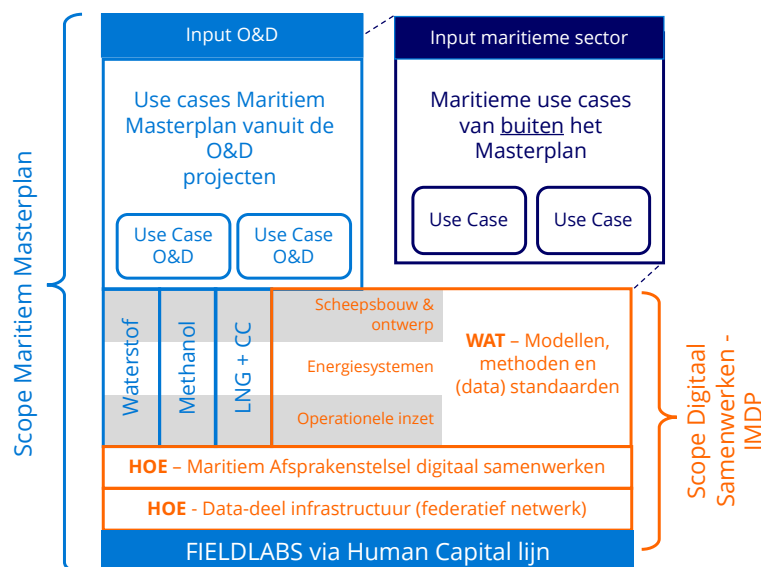 Input O&D
Input maritieme sector
Use cases Maritiem
Masterplan vanuit de
O&D
projecten
Maritieme use cases
van buiten het
Masterplan
Use Case
O&D
Use Case
O&D
Use Case
Use Case
Scope Maritiem Masterplan
Waterstof
Methanol
LNG + CC
Scheepsbouw &
ontwerp
Energiesystemen
Operationele inzet
WAT – Modellen,
methoden en
(data) standaarden
Scope Digitaal
Samenwerken -
IMDP
HOE – Maritiem Afsprakenstelsel digitaal samenwerken
HOE - Data-deel infrastructuur (federatief netwerk)
FIELDLABS via Human Capital lijn